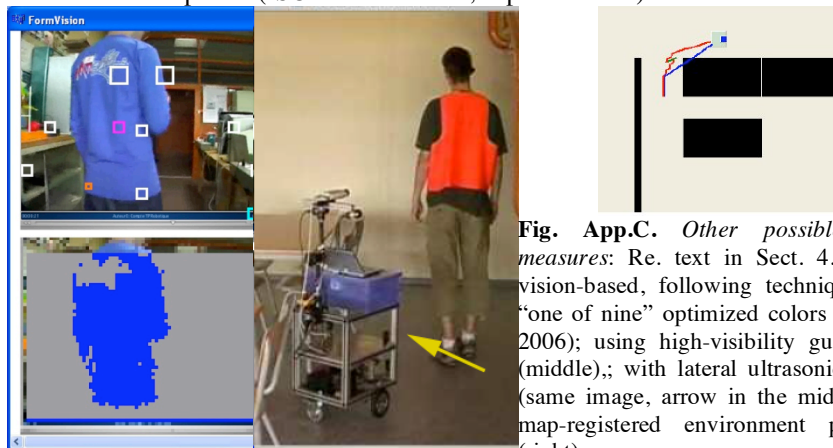 FormVision
Fig. App.C. Other possibl
measures: Re. text in Sect. 4.
vision-based, following techniq
“one of nine” optimized colors
2006); using high-visibility gu
(middle),; with lateral ultrasoni
(same image, arrow in the mid
map-registered environment p